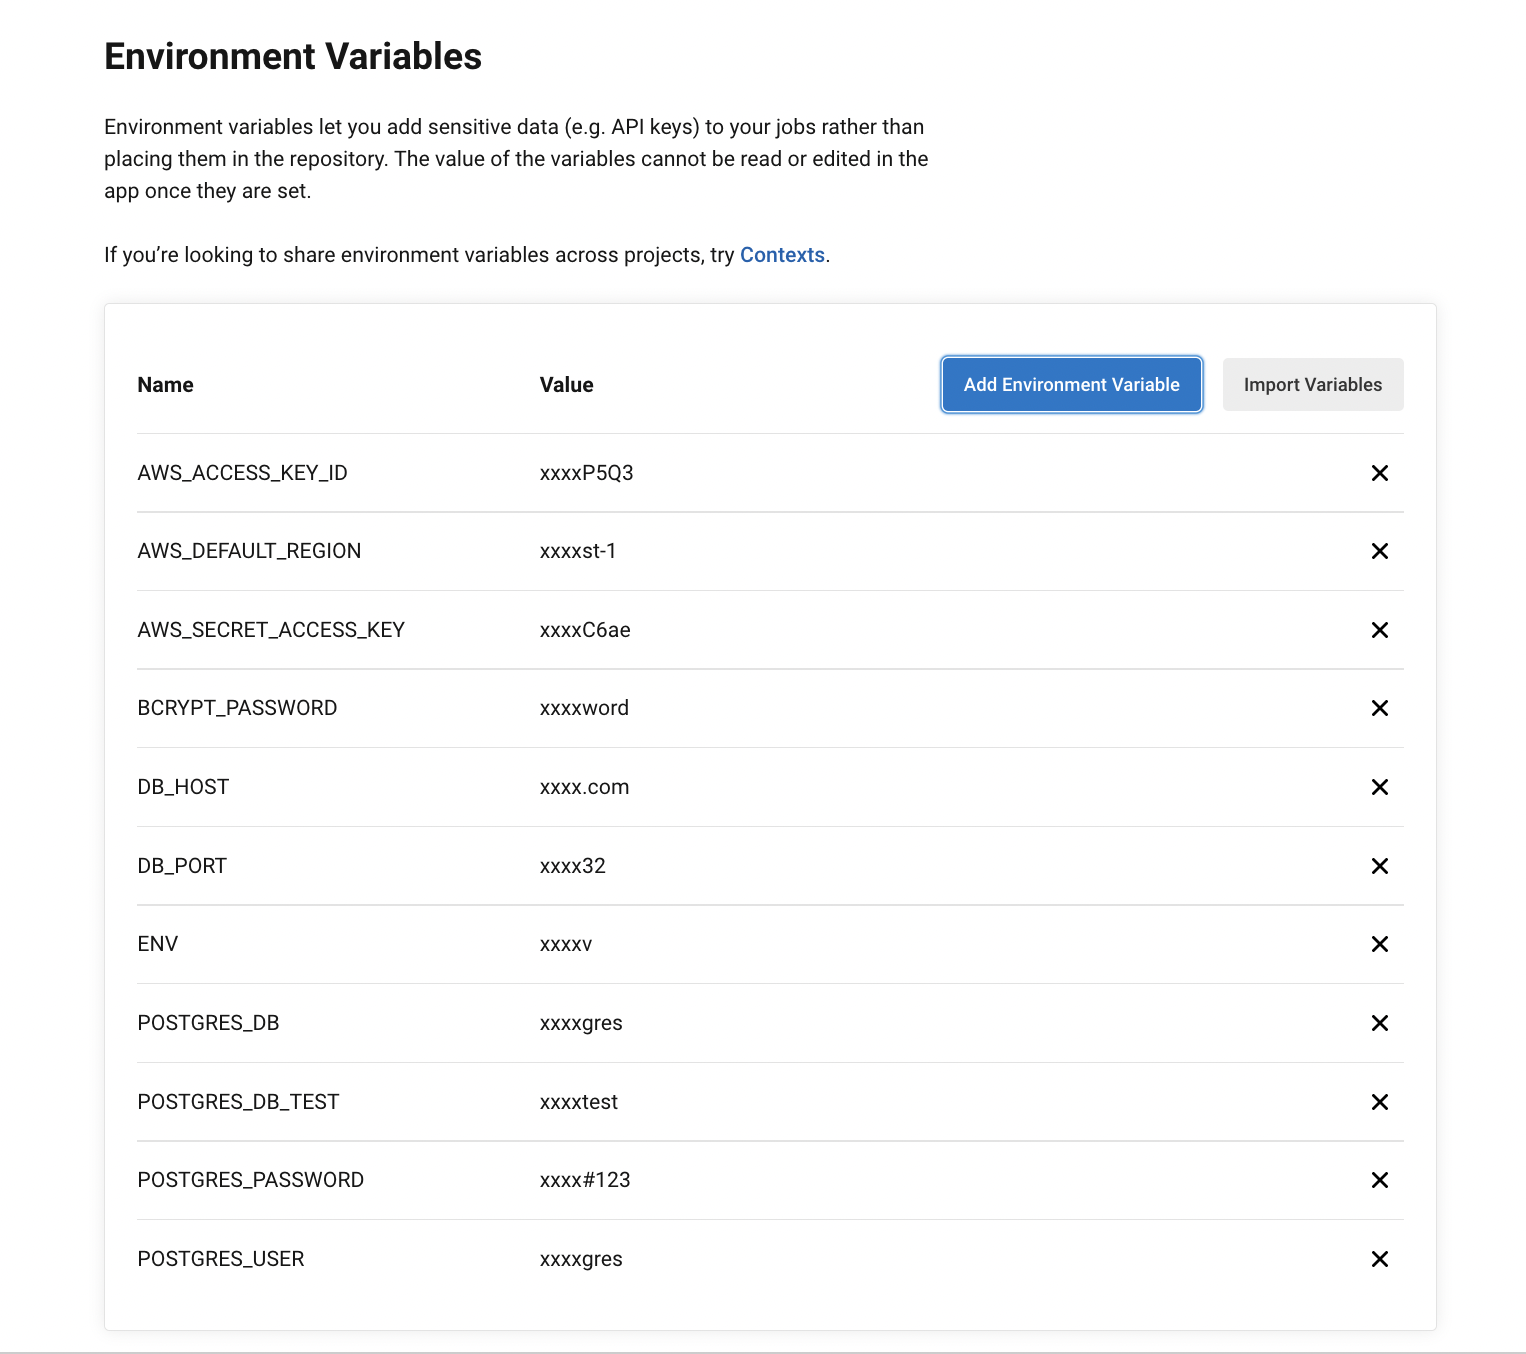 Environment Variables
Environment variables let you add sensitive data (e.g. API keys) to your jobs rather than
placing them in the repository. The value of the variables cannot be read or edited in the
app once they are set.
If you’re looking to share environment variables across projects, try Contexts.
Name Value Add Environment Variable Import Variables
AWS_ACCESS_KEY_ID xxxxP5Q3
AWS_DEFAULT_REGION xxxxst-1
AWS_SECRET_ACCESS_KEY xxxxC6ae
BCRYPT_PASSWORD xxxxword
DB_HOST xxxx.com
DB_PORT xxxx32
ENV xxxxv
POSTGRES_DB xxxxgres
POSTGRES_DB_TEST xxxxtest
POSTGRES_PASSWORD xxxx#123
POSTGRES_USER xxxxgres